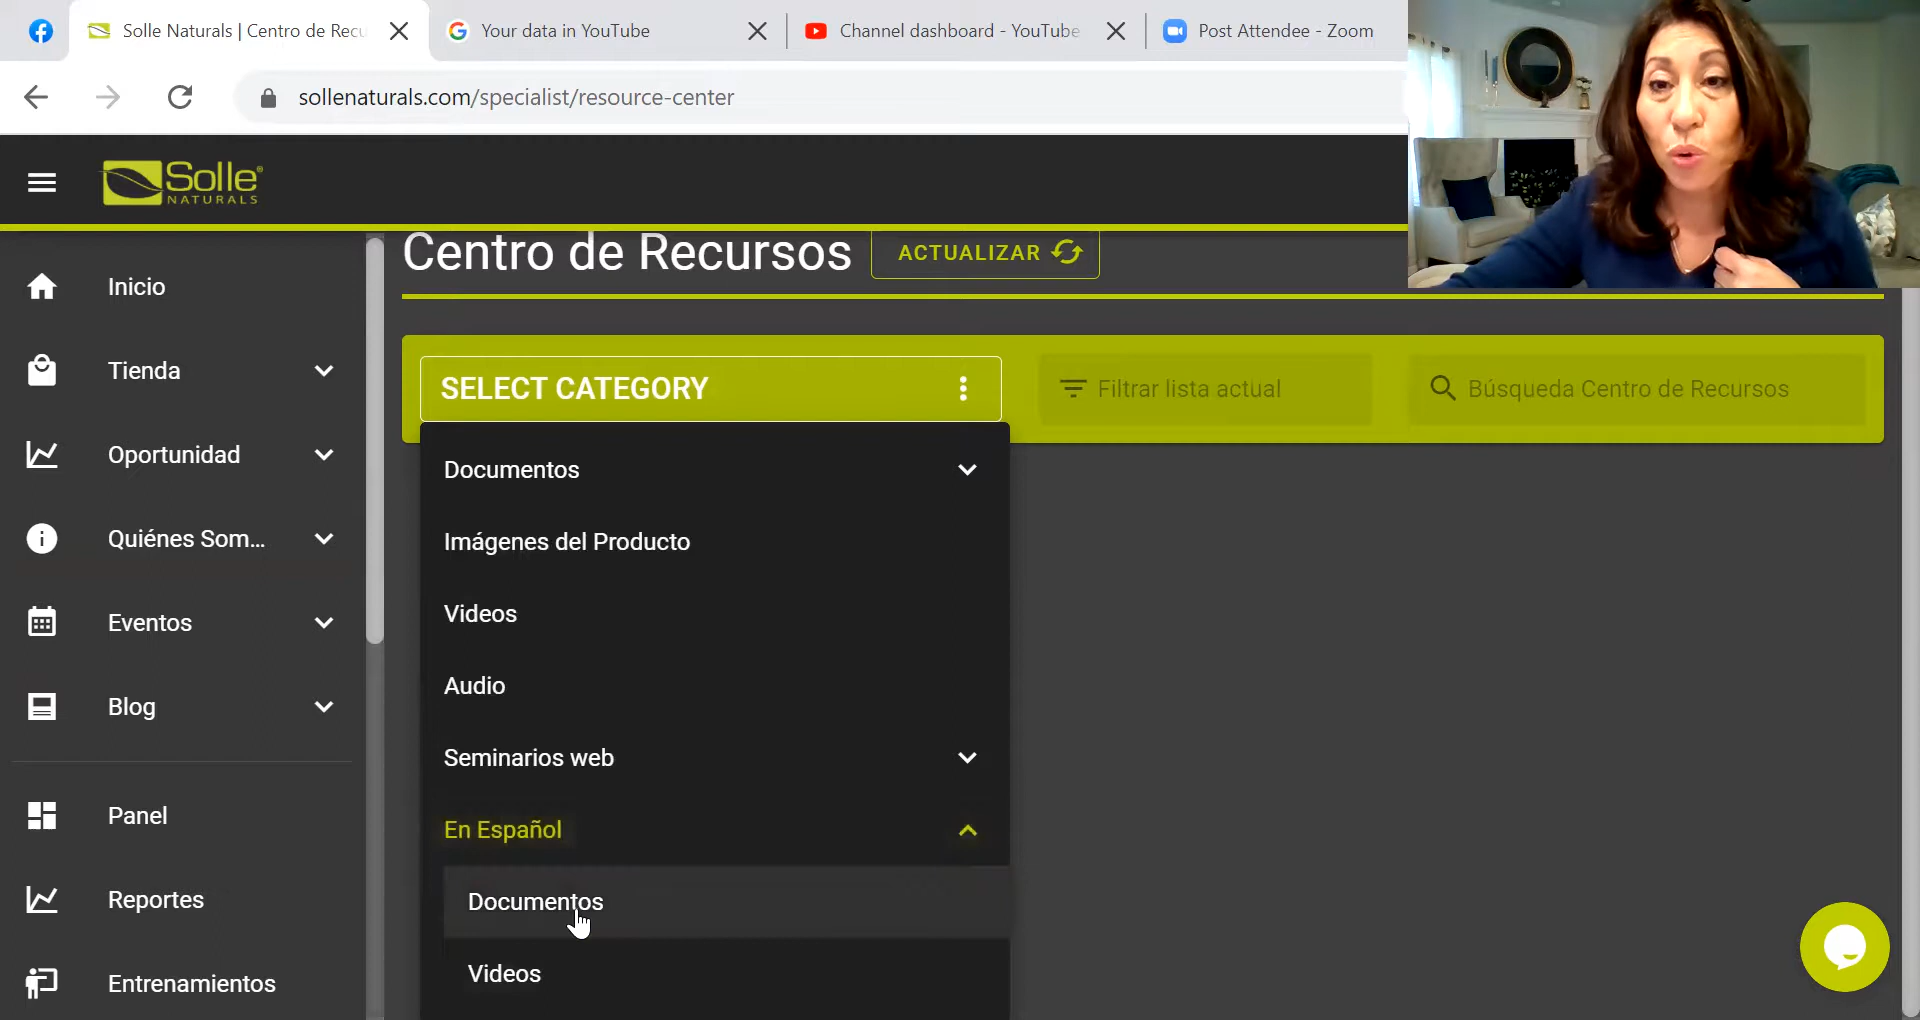 Solle Naturals | Centro de Recu
Your data in YouTube
Channel dashboard - YouTube
Post Attendee - Zoom
sollenaturals.com/specialist/resource-center
Solle
NATURALS
Centro de Recursos
ACTUALIZAR
Inicio
Tienda
Oportunidad
Quiénes Som...
Eventos
Blog
Panel
Reportes
Entrenamientos
SELECT CATEGORY
Filtrar lista actual
Búsqueda Centro de Recursos
Documentos
Imágenes del Producto
Videos
Audio
Seminarios web
En Español
Documentos
Videos